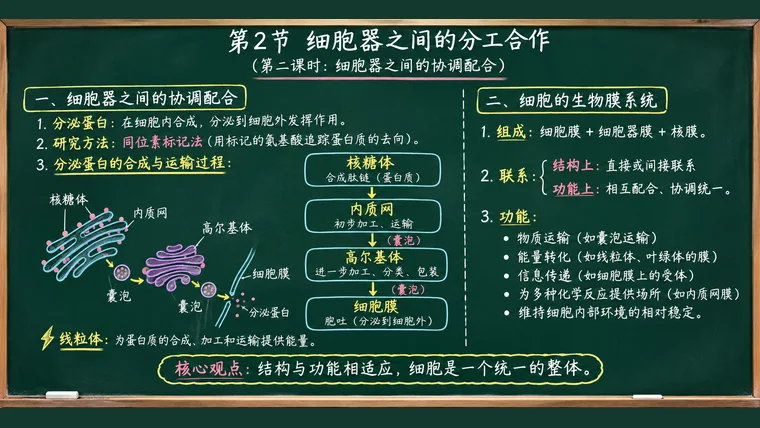 第2节 细胞器之间的分工合作
(第二课时: 细胞器之间的协调配合)
一、细胞器之间的协调配合
1. 分泌蛋白: 在细胞内合成, 分泌到细胞外发挥作用。
2. 研究方法: 同位素标记法 (用标记的氨基酸追踪蛋白质的去向)。
3. 分泌蛋白的合成与运输过程:
核糖体
内质网
高尔基体
细胞膜
囊泡
囊泡
分泌蛋白
核糖体
合成肽链 (蛋白质)
内质网
初步加工、运输
(囊泡)
高尔基体
进一步加工、分类、包装
(囊泡)
细胞膜
胞吐 (分泌到细胞外)
线粒体: 为蛋白质的合成、加工和运输提供能量。
二、细胞的生物膜系统
1. 组成: 细胞膜 + 细胞器膜 + 核膜。
2. 联系:
结构上: 直接或间接联系
功能上: 相互配合、协调统一。
3. 功能:
• 物质运输 (如囊泡运输)
• 能量转化 (如线粒体、叶绿体的膜)
• 信息传递 (如细胞膜上的受体)
• 为多种化学反应提供场所 (如内质网膜)
• 维持细胞内部环境的相对稳定。
核心观点: 结构与功能相适应, 细胞是一个统一的整体。